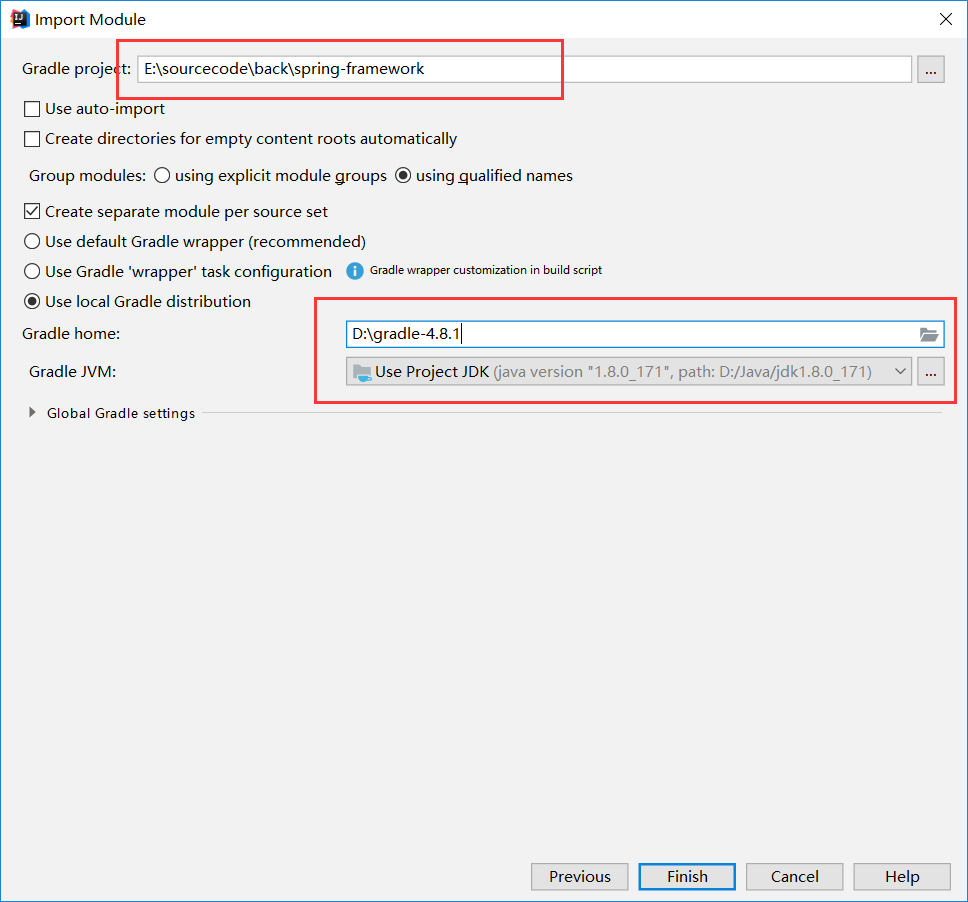 Import Module
Gradle project: E:\sourcecode\back\spring-framework ...
Use auto-import
Create directories for empty content roots automatically
Group modules: using explicit module groups using qualified names
Create separate module per source set
Use default Gradle wrapper (recommended)
Use Gradle 'wrapper' task configuration Gradle wrapper customization in build script
Use local Gradle distribution
Gradle home: D:\gradle-4.8.1
Gradle JVM: Use Project JDK (java version "1.8.0_171", path: D:/Java/jdk1.8.0_171) ...
Global Gradle settings
Previous Finish Cancel Help